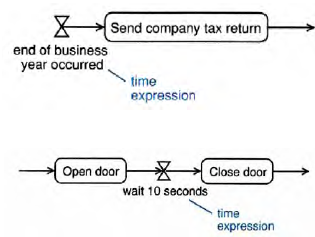 Send company tax return
end of business
year occurred
time
expression
Open door
Close door
wait 10 seconds
time
expression